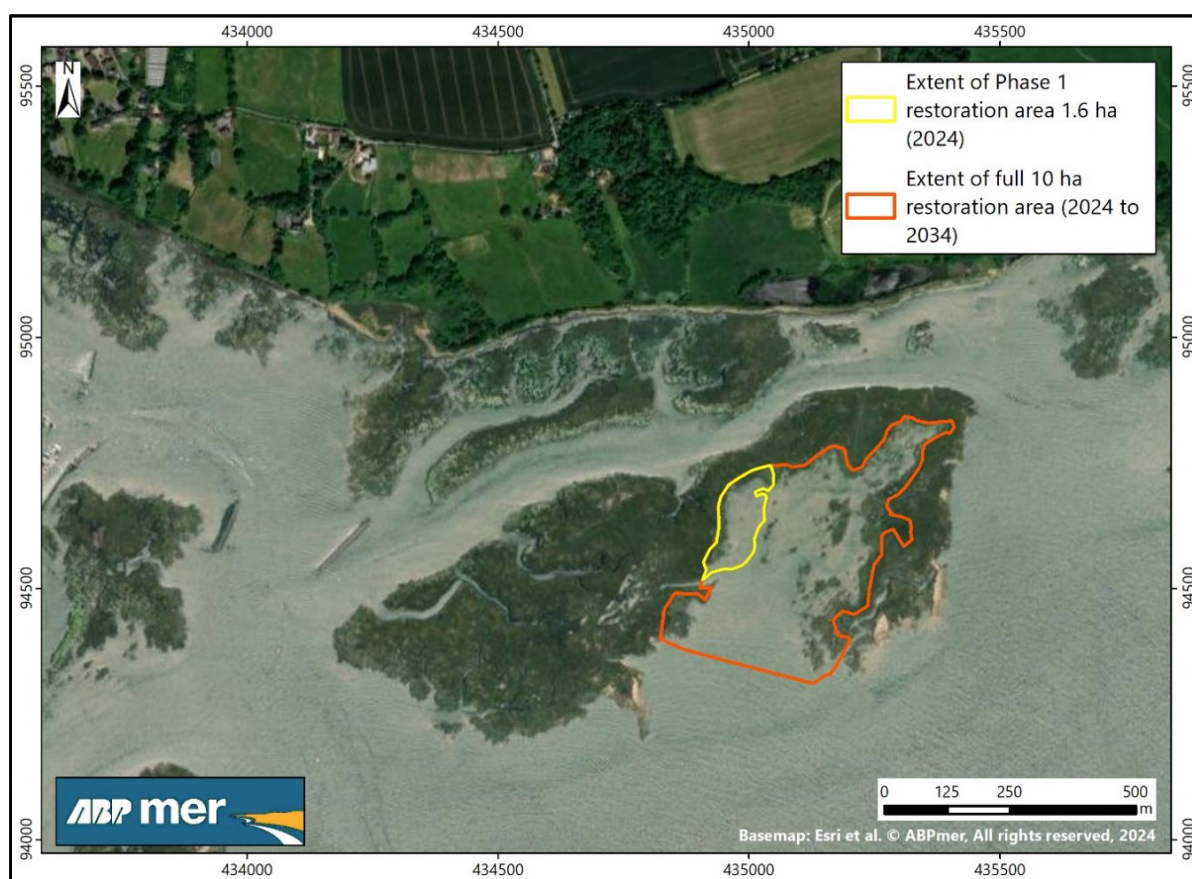 434000 434500 435000 435500
95500 95500
N
Extent of Phase 1
restoration area 1.6 ha
(2024)
Extent of full 10 ha
restoration area (2024 to
2034)
95000 95000
94500 94500
ABP mer
0 125 250 500
m
Basemap: Esri et al. © ABPmer, All rights reserved, 2024
94000 94000
434000 434500 435000 435500